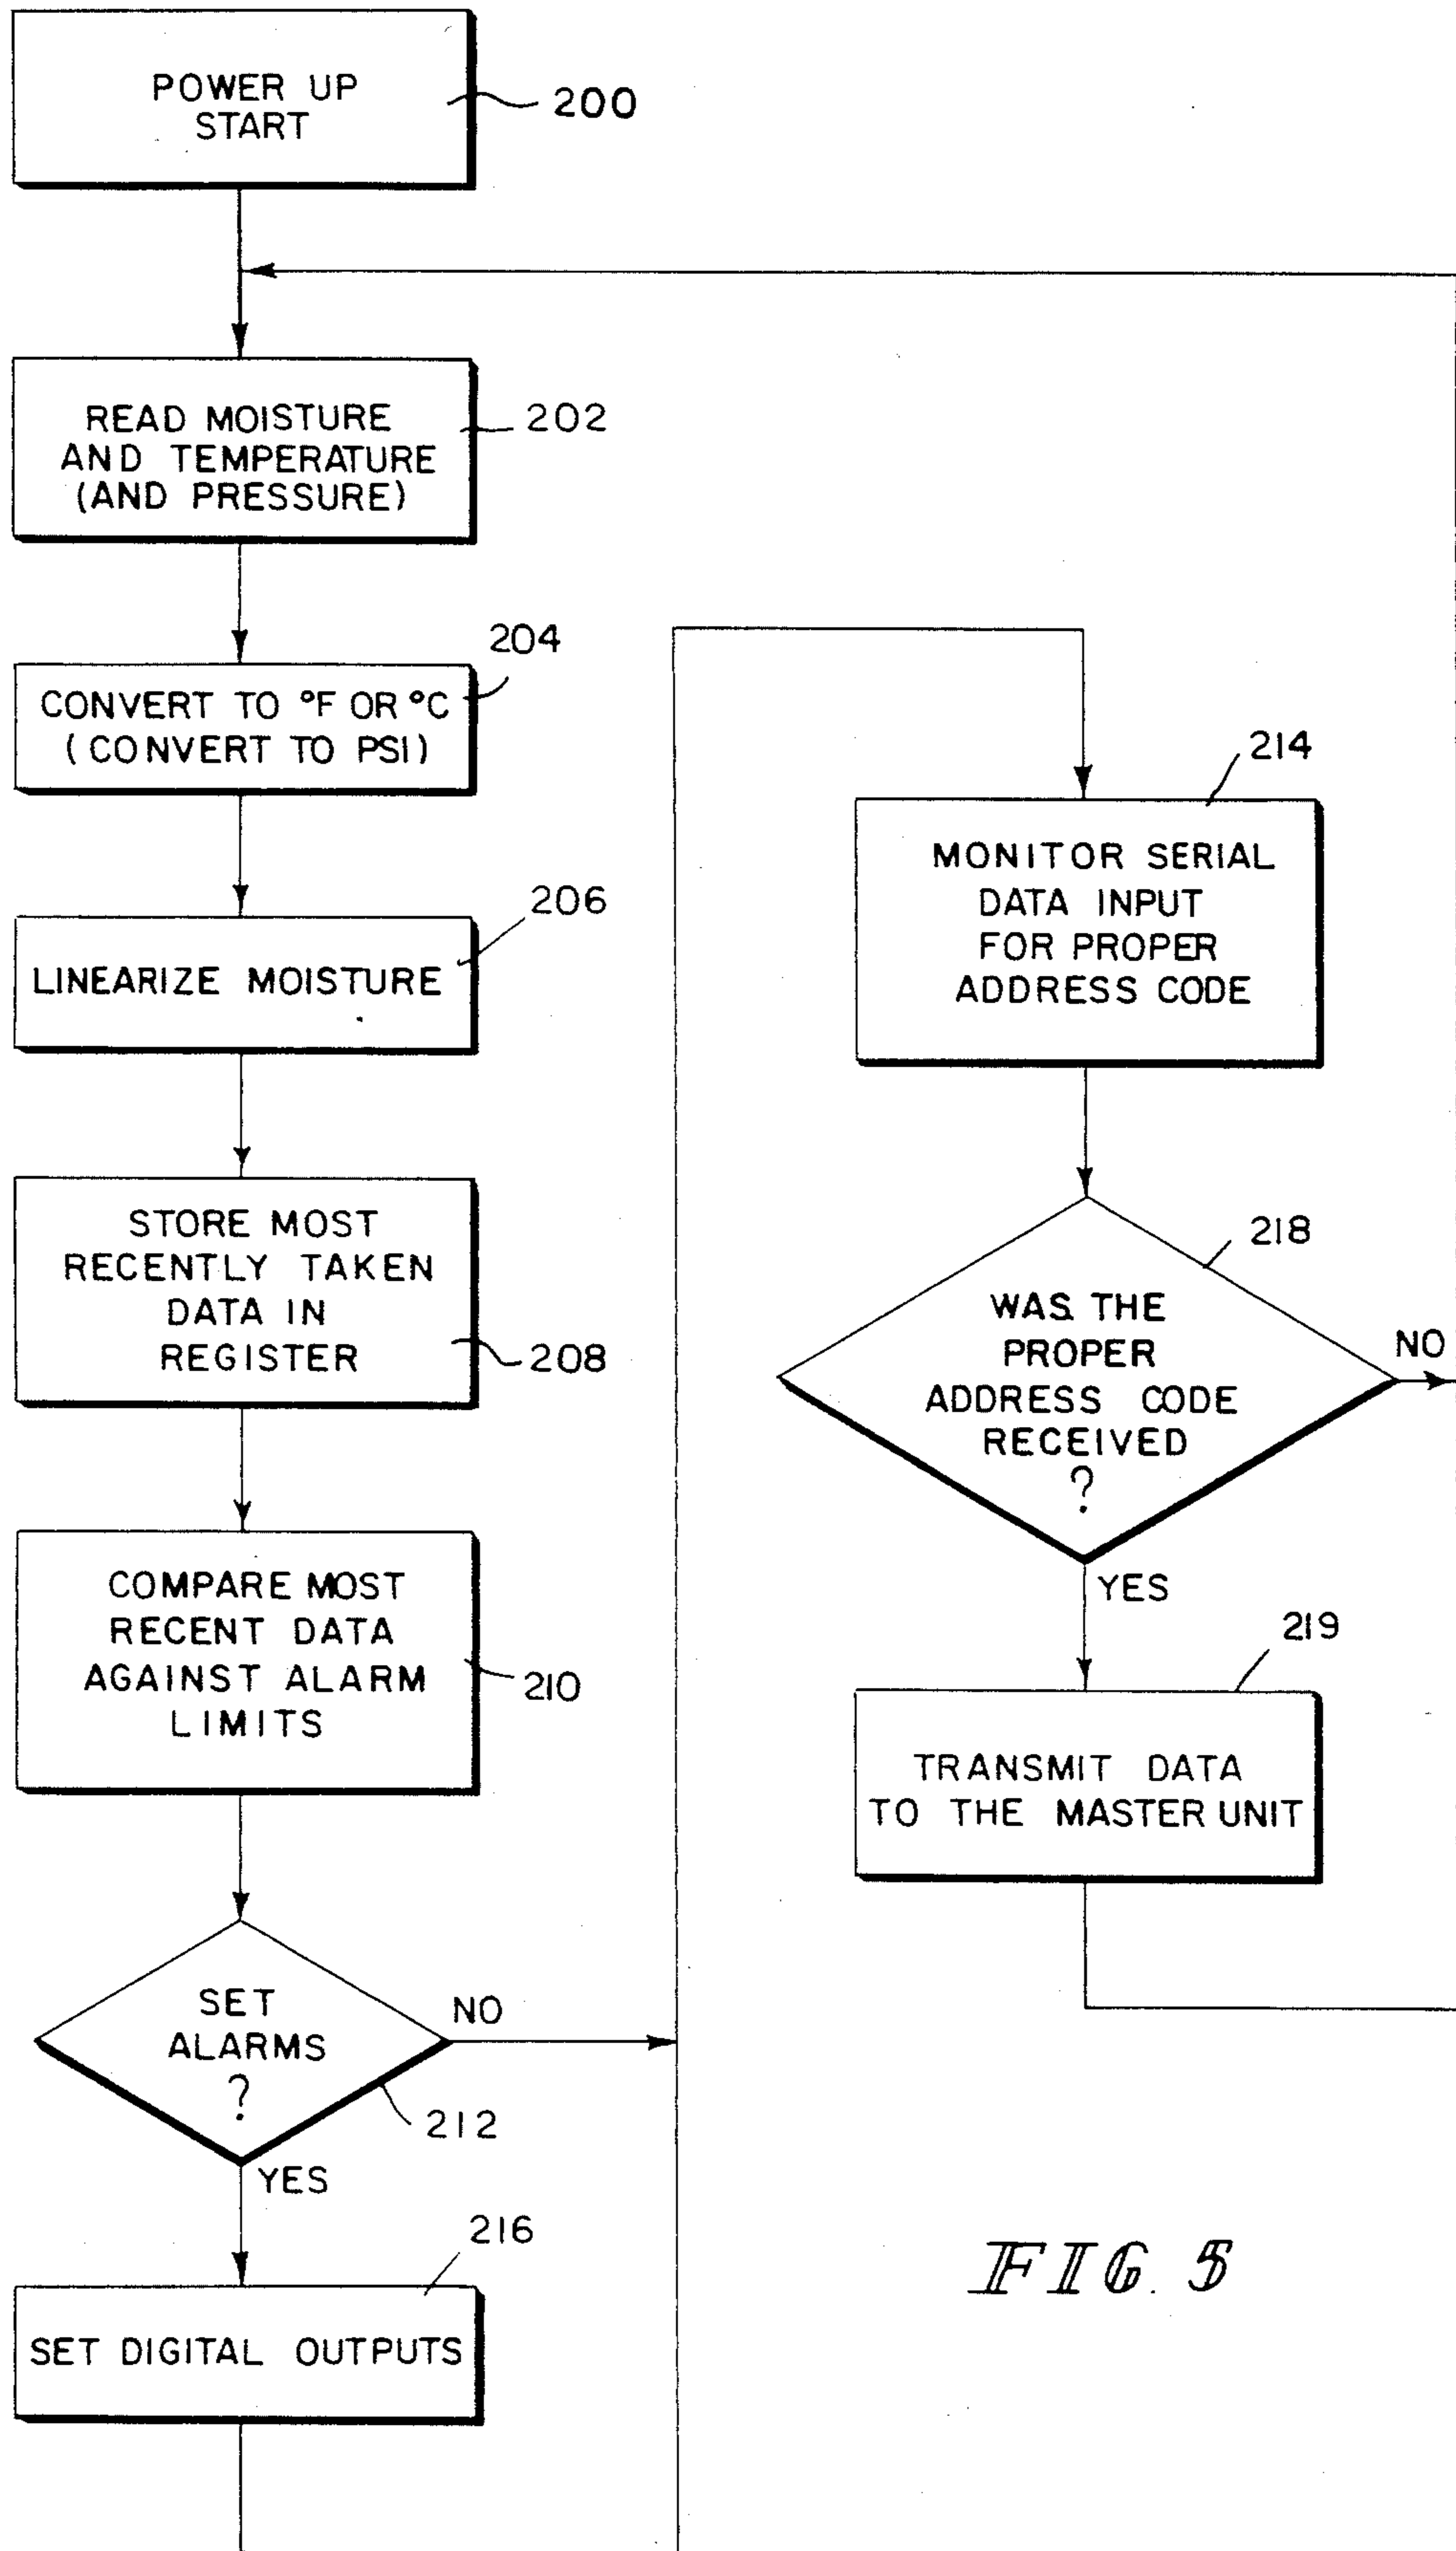 POWER UP
START
200
READ MOISTURE
AND TEMPERATURE
(AND PRESSURE)
202
204
CONVERT TO °F OR °C
(CONVERT TO PSI)
206
LINEARIZE MOISTURE
STORE MOST
RECENTLY TAKEN
DATA IN
REGISTER
208
COMPARE MOST
RECENT DATA
AGAINST ALARM
LIMITS
210
SET
ALARMS
?
NO
212
YES
216
SET DIGITAL OUTPUTS
214
MONITOR SERIAL
DATA INPUT
FOR PROPER
ADDRESS CODE
218
WAS THE
PROPER
ADDRESS CODE
RECEIVED
?
NO
YES
219
TRANSMIT DATA
TO THE MASTER UNIT
FIG. 5